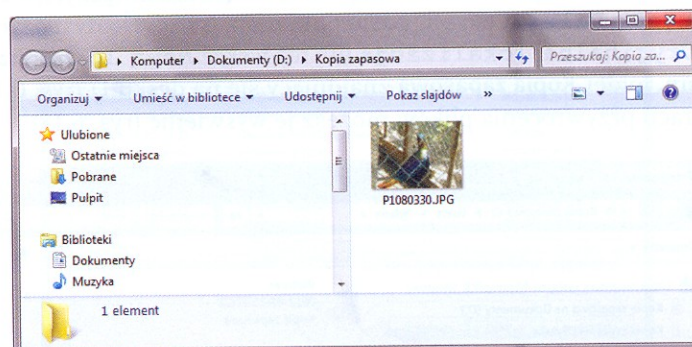 Komputer ▸ Dokumenty (D:) ▸ Kopia zapasowa
Przeszukaj: Kopia za...
Organizuj Umieść w bibliotece Udostępnij Pokaz slajdów »
Ulubione
Ostatnie miejsca
Pobrane
Pulpit
Biblioteki
Dokumenty
Muzyka
P1080330.JPG
1 element